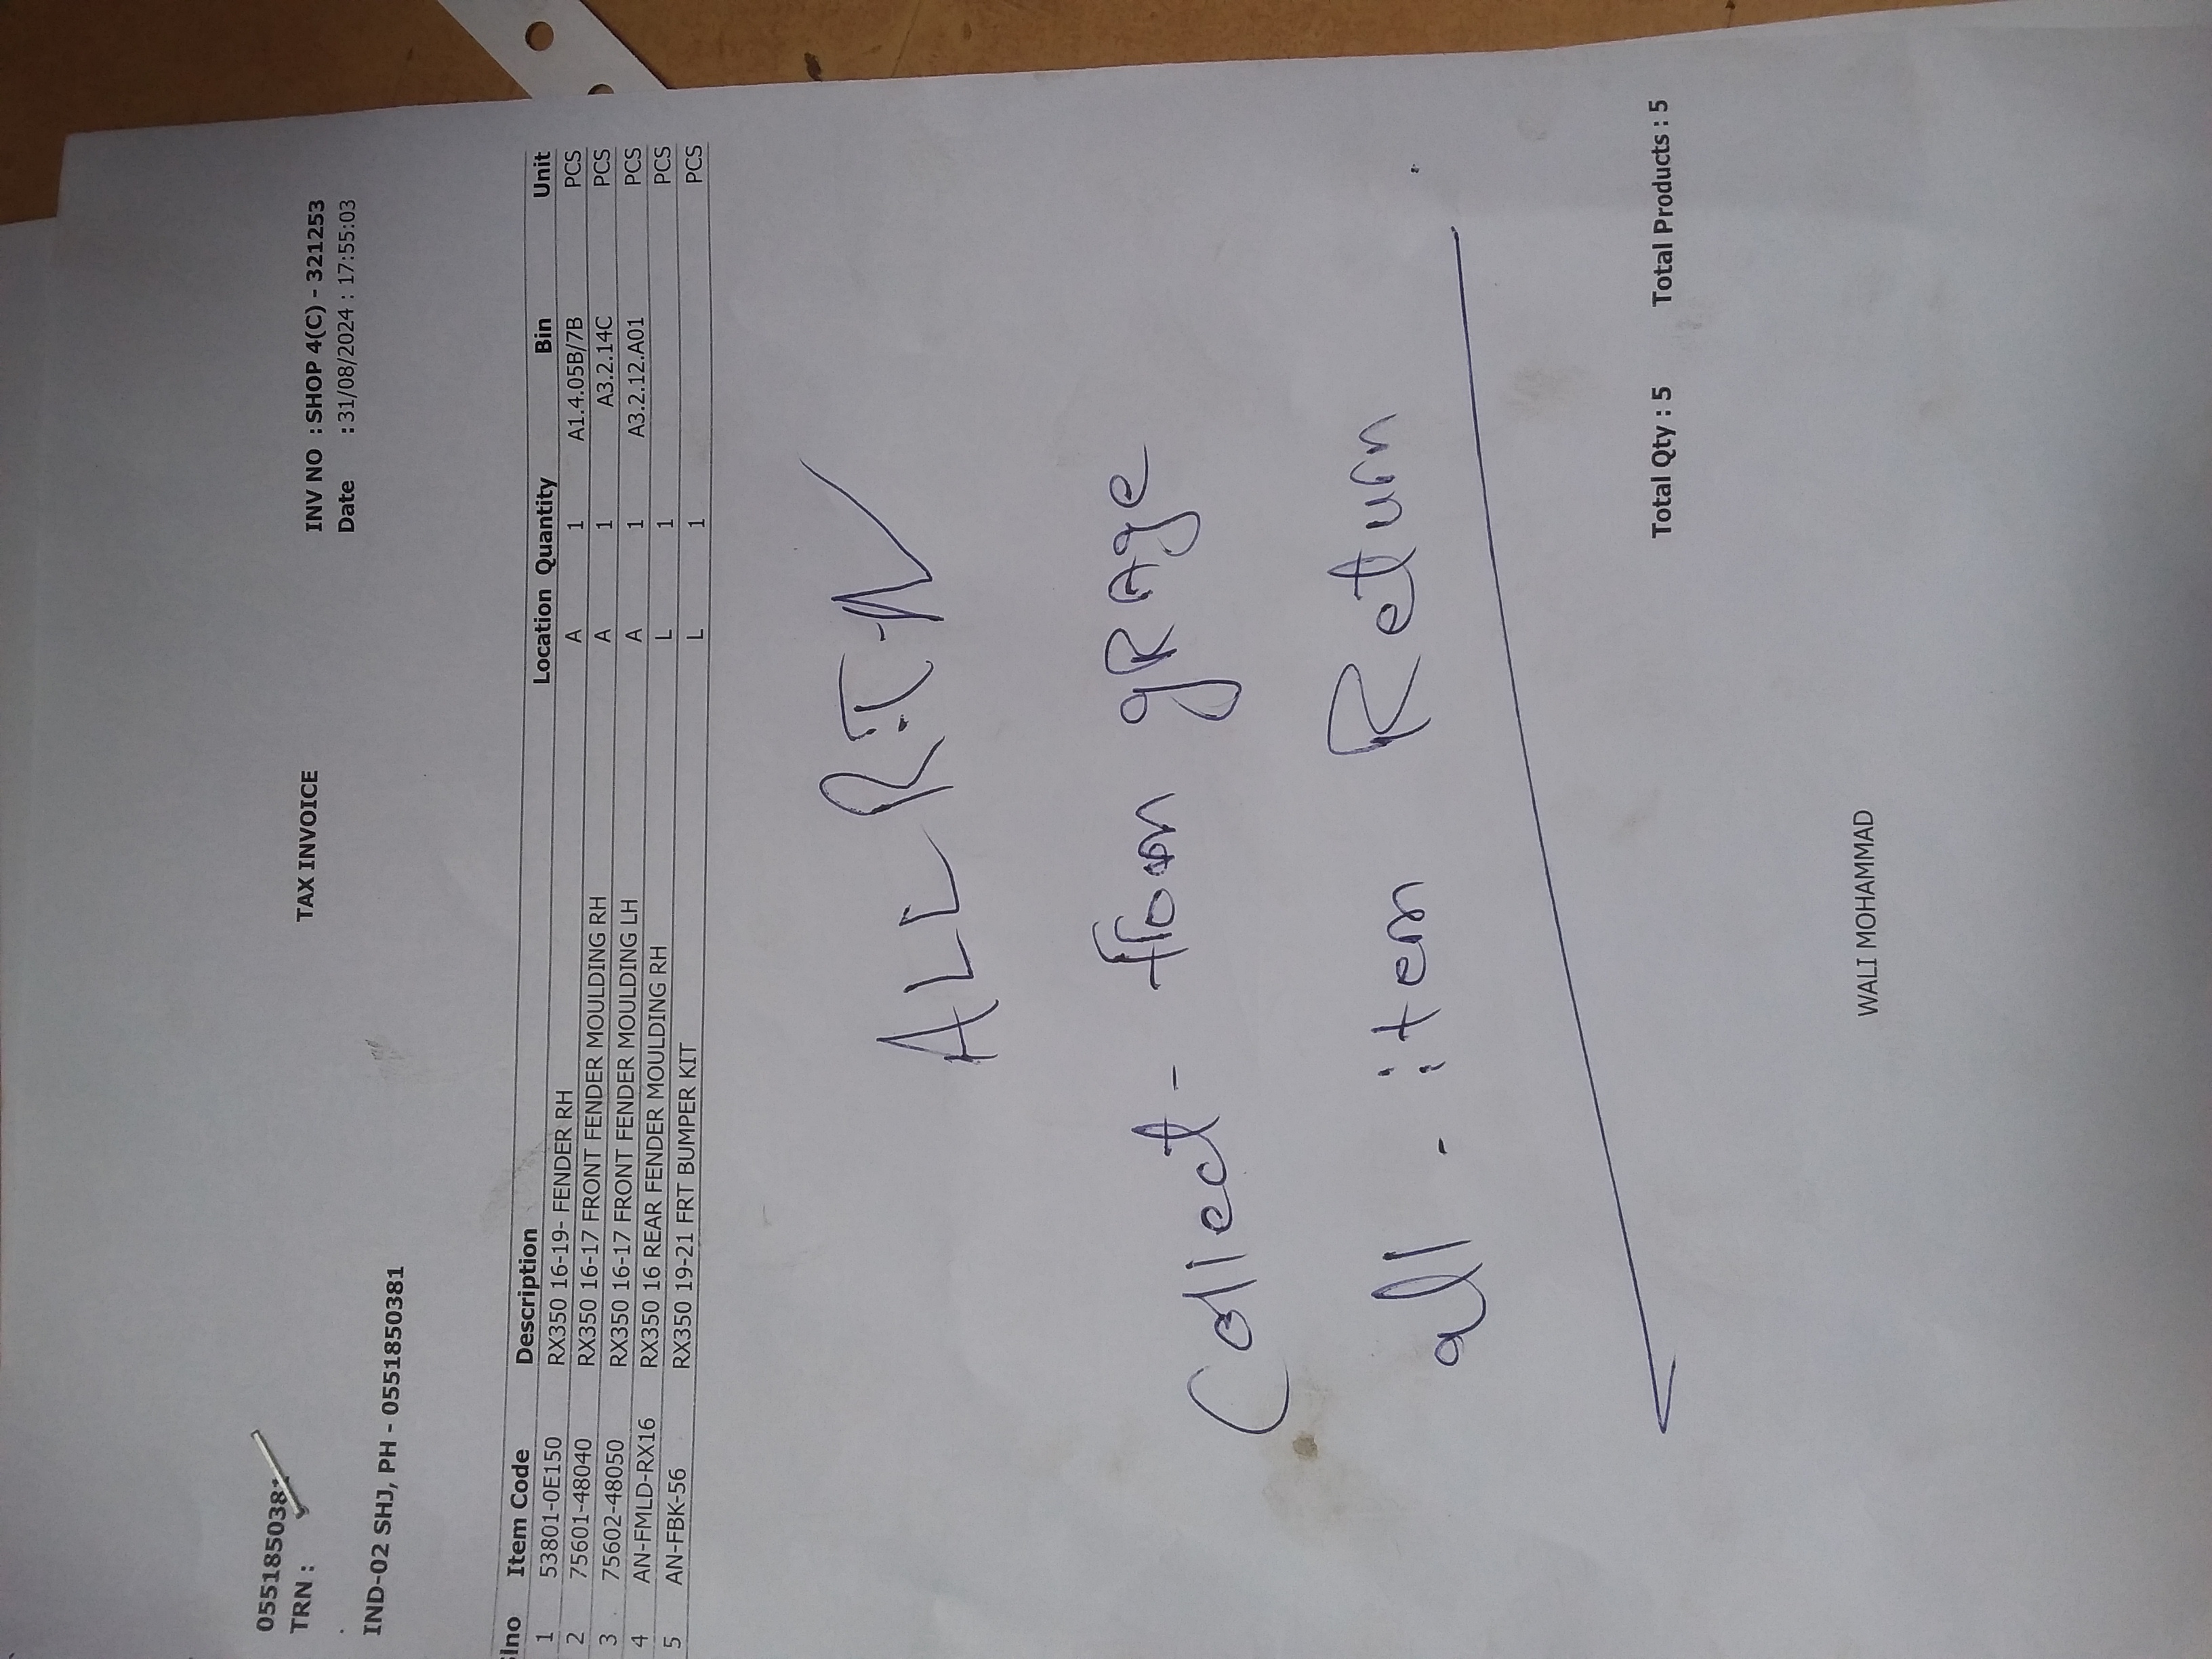 055185038
TRN :
TAX INVOICE
INV NO : SHOP 4(C) - 321253
Date : 31/08/2024 : 17:55:03
IND-02 SHJ, PH - 0551850381
Slno Item Code Description Location Quantity Bin Unit
1 53801-0E150 RX350 16-19- FENDER RH A 1 A1.4.05B/7B PCS
2 75601-48040 RX350 16-17 FRONT FENDER MOULDING RH A 1 A3.2.14C PCS
3 75602-48050 RX350 16-17 FRONT FENDER MOULDING LH A 1 A3.2.12.A01 PCS
4 AN-FMLD-RX16 RX350 16 REAR FENDER MOULDING RH L 1 PCS
5 AN-FBK-56 RX350 19-21 FRT BUMPER KIT L 1 PCS
ALL RTN
Collect - from gRAge
all - item Return
Total Qty : 5 Total Products : 5
WALI MOHAMMAD